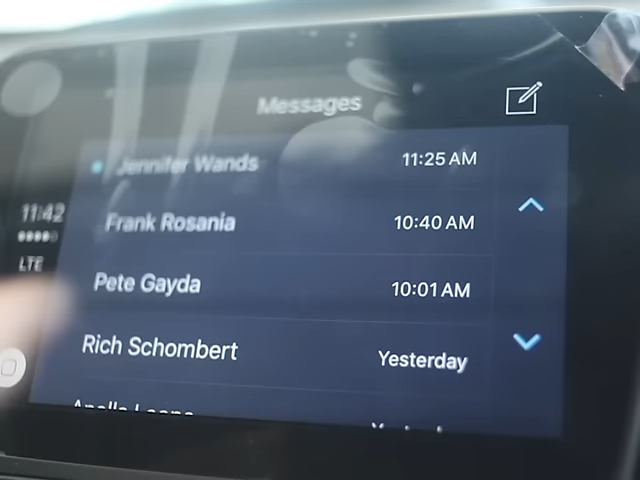 Messages
Jennifer Wands 11:25 AM
11:42
Frank Rosania 10:40 AM
LTE
Pete Gayda 10:01 AM
Rich Schombert Yesterday